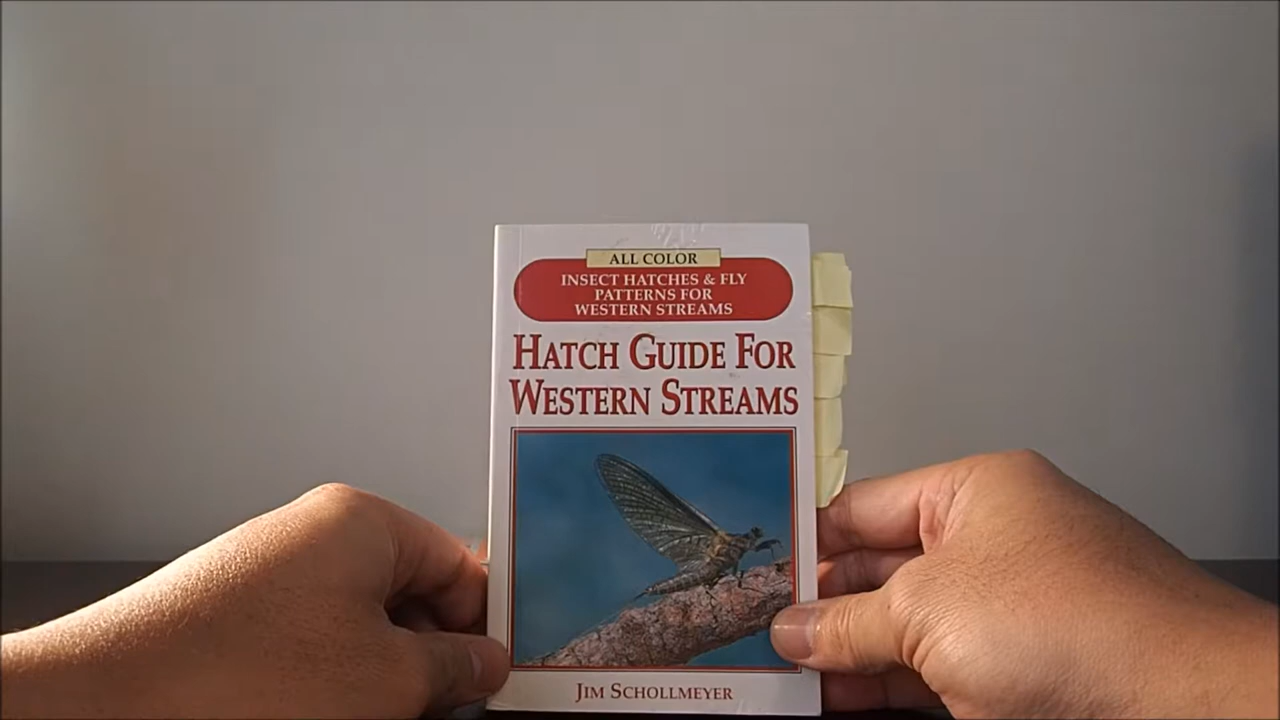 ALL COLOR
INSECT HATCHES & FLY
PATTERNS FOR
WESTERN STREAMS
HATCH GUIDE FOR
WESTERN STREAMS
JIM SCHOLLMEYER